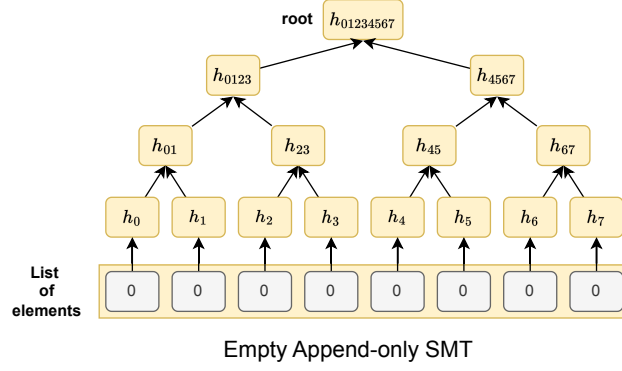 root h₀₁₂₃₄₅₆₇
h₀₁₂₃ h₄₅₆₇
h₀₁ h₂₃ h₄₅ h₆₇
h₀ h₁ h₂ h₃ h₄ h₅ h₆ h₇
List
of
elements
0 0 0 0 0 0 0 0
Empty Append-only SMT